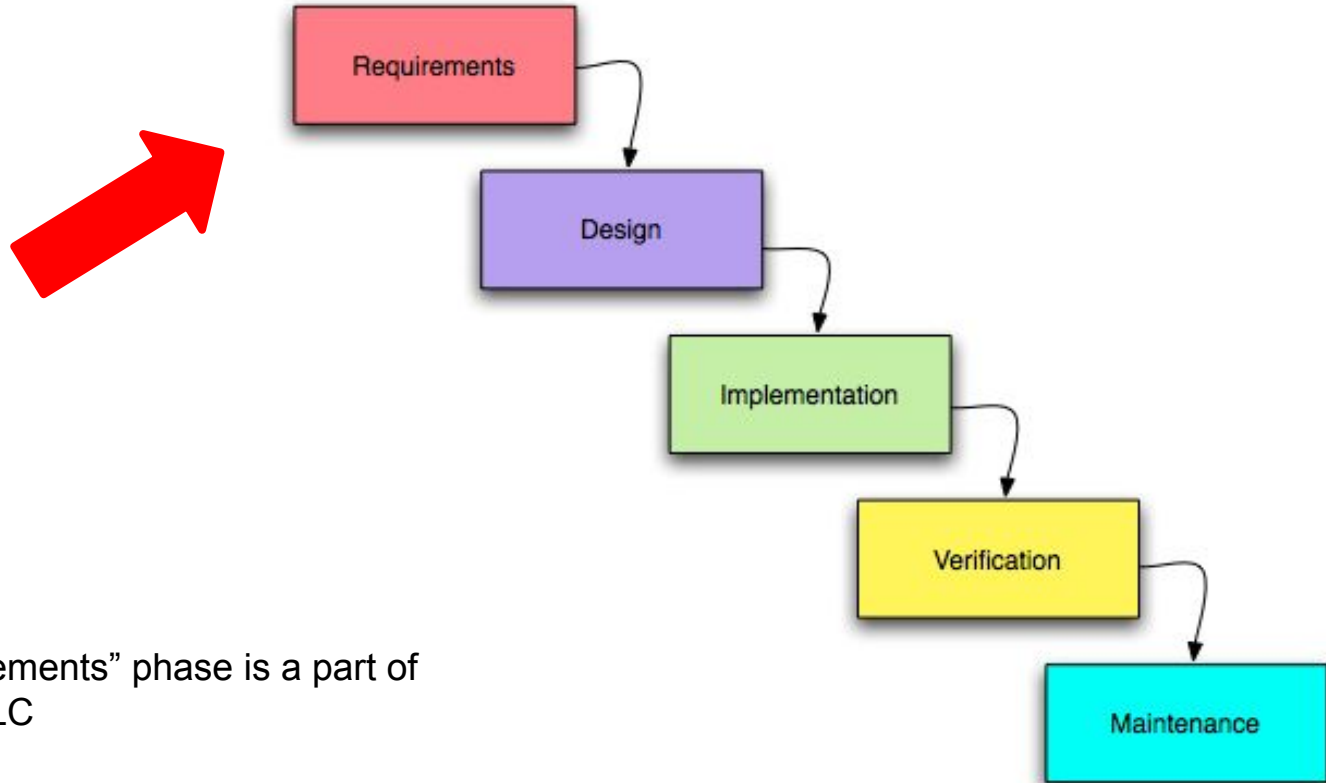 Requirements
Design
Implementation
Verification
ements” phase is a part of
LC
Maintenance